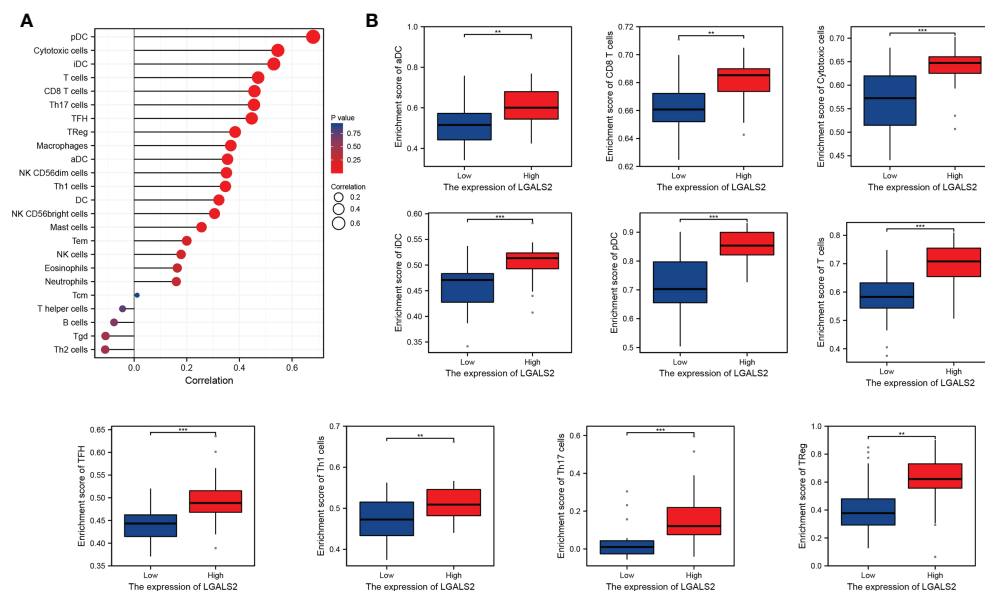 A
pDC
Cytotoxic cells
iDC
T cells
CD8 T cells
Th17 cells
TFH
TReg
Macrophages
aDC
NK CD56dim cells
Th1 cells
DC
NK CD56bright cells
Mast cells
Tem
NK cells
Eosinophils
Neutrophils
Tcm
T helper cells
B cells
Tgd
Th2 cells
0.0 0.2 0.4 0.6
Correlation
P value
0.75
0.50
0.25
Correlation
0.2
0.4
0.6
B
Enrichment score of aDC
1.0
0.8
0.6
0.4
**
Low High
The expression of LGALS2
Enrichment score of CD8 T cells
0.72
0.70
0.68
0.66
0.64
0.62
**
Low High
The expression of LGALS2
Enrichment score of Cytotoxic cells
0.70
0.65
0.60
0.55
0.50
0.45
***
Low High
The expression of LGALS2
Enrichment score of iDC
0.60
0.55
0.50
0.45
0.40
0.35
***
Low High
The expression of LGALS2
Enrichment score of pDC
1.0
0.9
0.8
0.7
0.6
0.5
***
Low High
The expression of LGALS2
Enrichment score of T cells
0.8
0.7
0.6
0.5
0.4
***
Low High
The expression of LGALS2
Enrichment score of TFH
0.65
0.60
0.55
0.50
0.45
0.40
0.35
***
Low High
The expression of LGALS2
Enrichment score of Th1 cells
0.7
0.6
0.5
0.4
**
Low High
The expression of LGALS2
Enrichment score of Th17 cells
0.6
0.4
0.2
0.0
***
Low High
The expression of LGALS2
Enrichment score of TReg
1.0
0.8
0.6
0.4
0.2
0.0
**
Low High
The expression of LGALS2